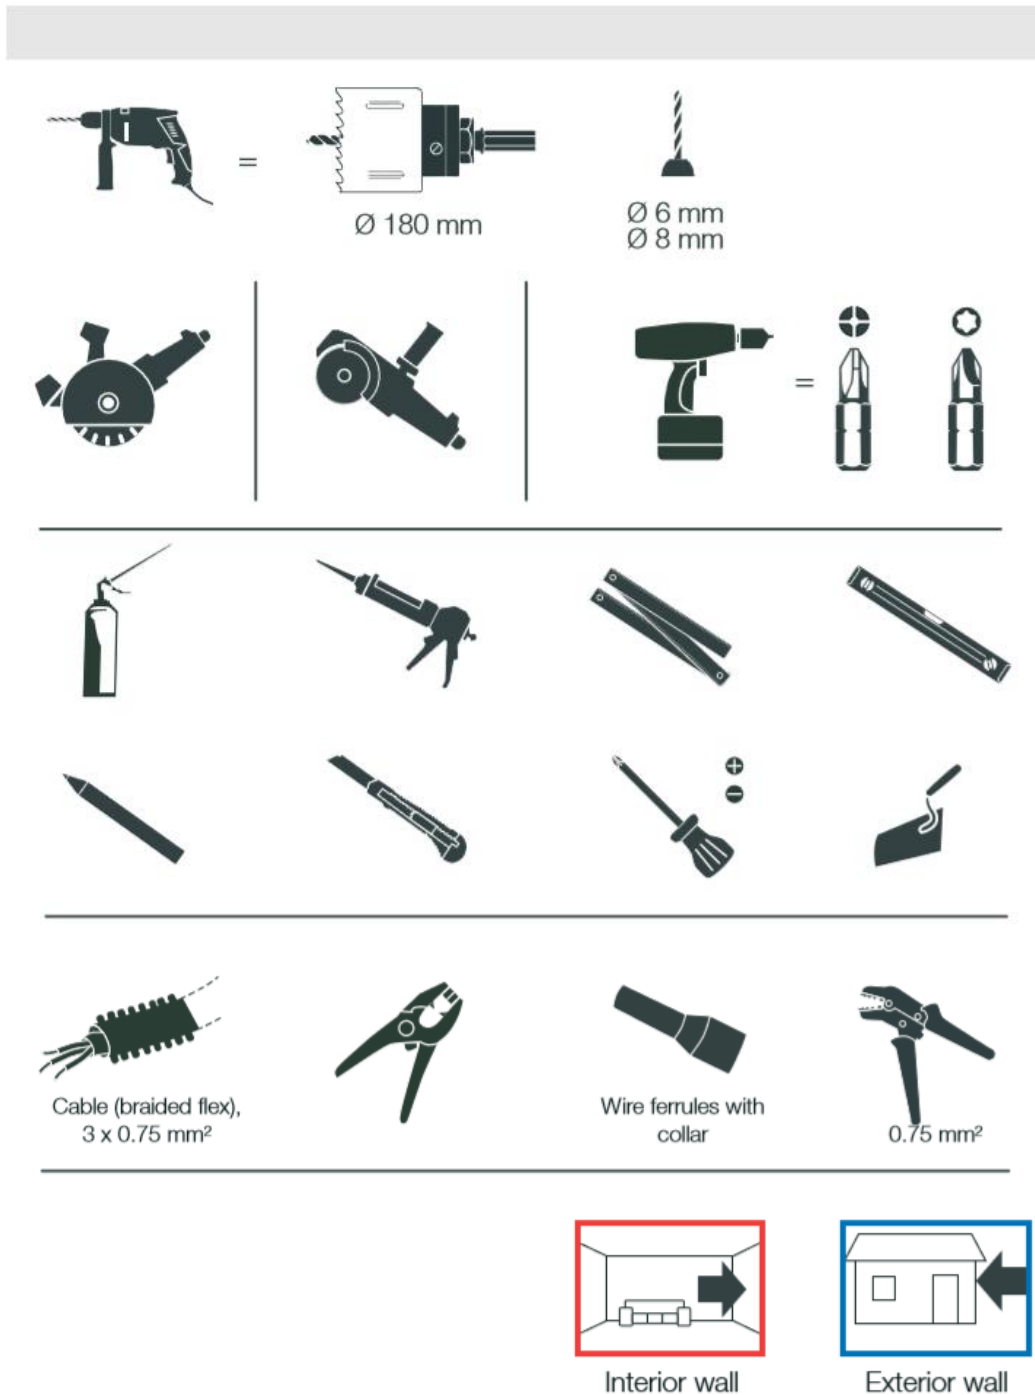 =
Ø 180 mm
Ø 6 mm
Ø 8 mm
=
Cable (braided flex),
3 x 0.75 mm²
Wire ferrules with
collar
0.75 mm²
Interior wall
Exterior wall